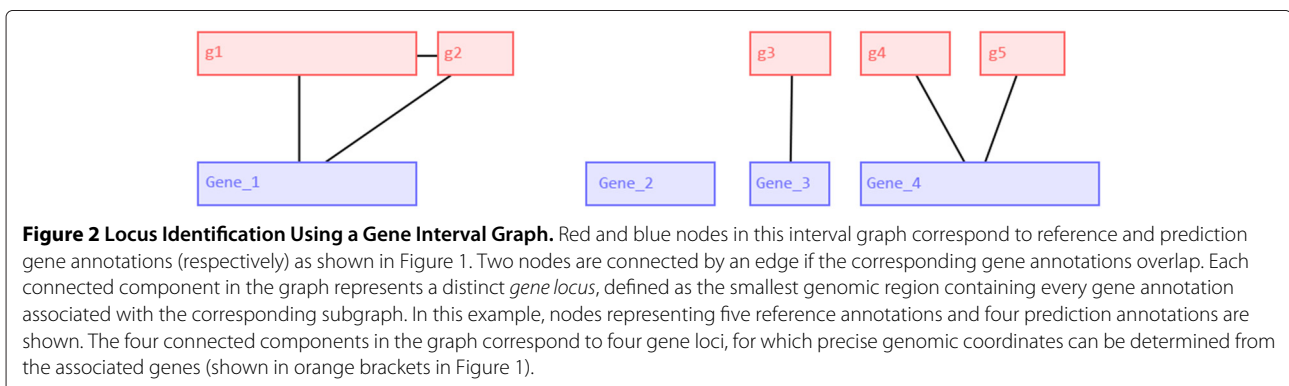 g1 g2 g3 g4 g5
Gene_1 Gene_2 Gene_3 Gene_4
Figure 2 Locus Identification Using a Gene Interval Graph. Red and blue nodes in this interval graph correspond to reference and prediction
gene annotations (respectively) as shown in Figure 1. Two nodes are connected by an edge if the corresponding gene annotations overlap. Each
connected component in the graph represents a distinct gene locus, defined as the smallest genomic region containing every gene annotation
associated with the corresponding subgraph. In this example, nodes representing five reference annotations and four prediction annotations are
shown. The four connected components in the graph correspond to four gene loci, for which precise genomic coordinates can be determined from
the associated genes (shown in orange brackets in Figure 1).